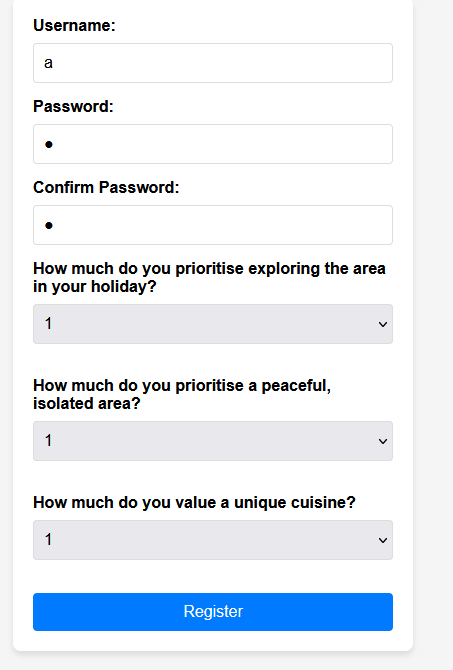 Username:
a
Password:
●
Confirm Password:
●
How much do you prioritise exploring the area
in your holiday?
1
How much do you prioritise a peaceful,
isolated area?
1
How much do you value a unique cuisine?
1
Register